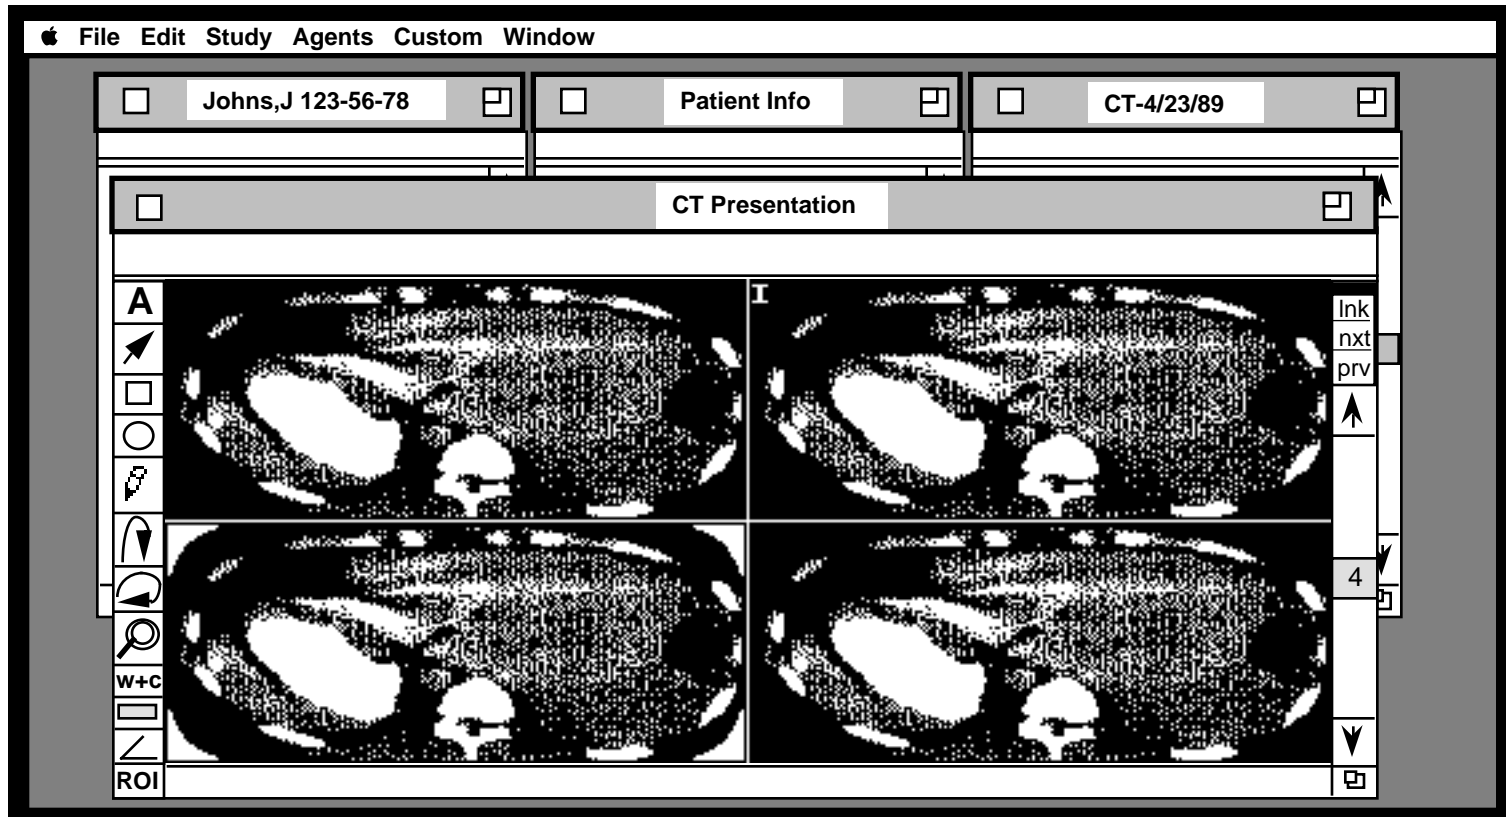 File Edit Study Agents Custom Window
Johns,J 123-56-78
Patient Info
CT-4/23/89
CT Presentation
A
I
lnk
nxt
prv
4
w+c
ROI